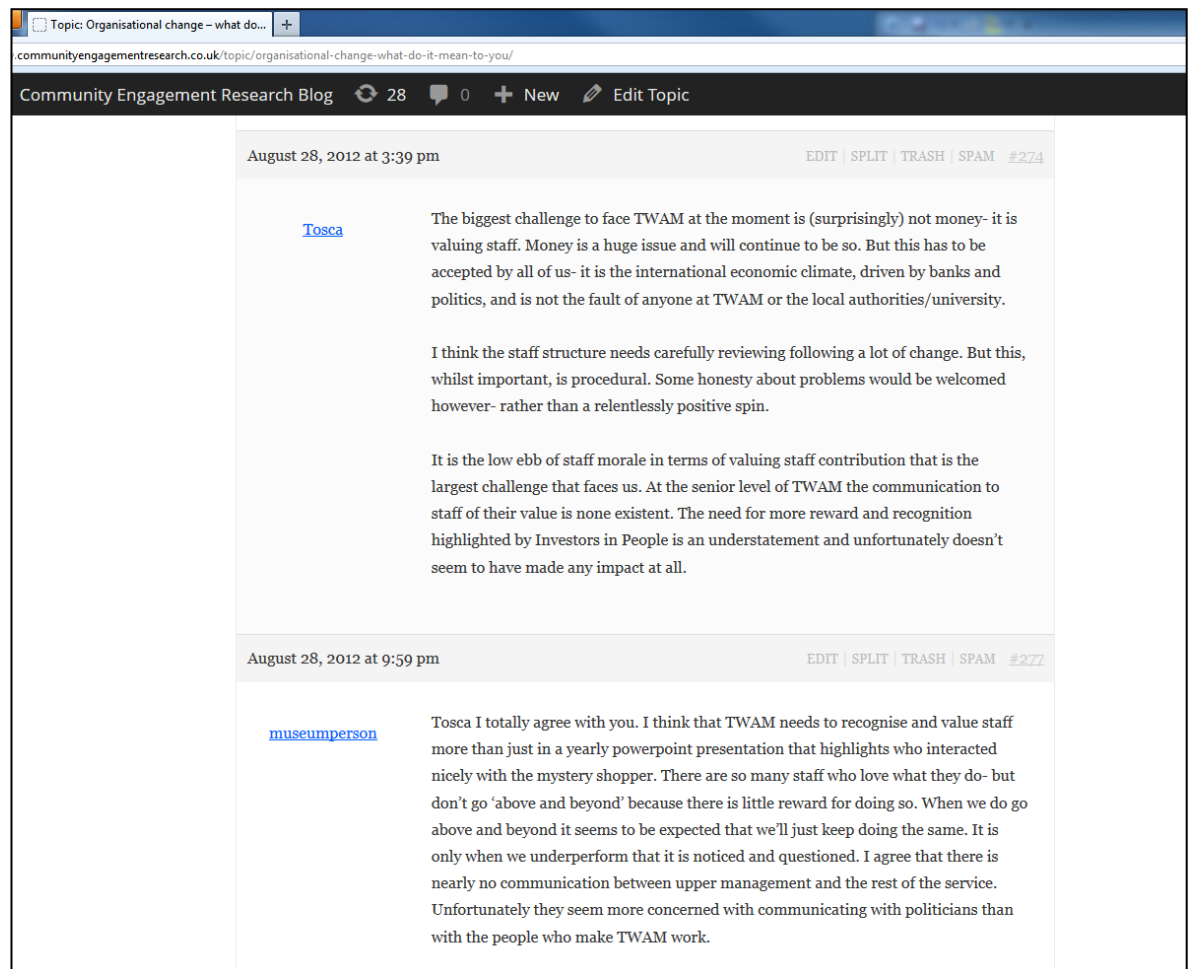 Topic: Organisational change – what do... +
.communityengagementresearch.co.uk/topic/organisational-change-what-do-it-mean-to-you/
Community Engagement Research Blog 28 0 + New Edit Topic
August 28, 2012 at 3:39 pm EDIT | SPLIT | TRASH | SPAM #274
Tosca
The biggest challenge to face TWAM at the moment is (surprisingly) not money- it is
valuing staff. Money is a huge issue and will continue to be so. But this has to be
accepted by all of us- it is the international economic climate, driven by banks and
politics, and is not the fault of anyone at TWAM or the local authorities/university.
I think the staff structure needs carefully reviewing following a lot of change. But this,
whilst important, is procedural. Some honesty about problems would be welcomed
however- rather than a relentlessly positive spin.
It is the low ebb of staff morale in terms of valuing staff contribution that is the
largest challenge that faces us. At the senior level of TWAM the communication to
staff of their value is none existent. The need for more reward and recognition
highlighted by Investors in People is an understatement and unfortunately doesn't
seem to have made any impact at all.
August 28, 2012 at 9:59 pm EDIT | SPLIT | TRASH | SPAM #277
museumperson
Tosca I totally agree with you. I think that TWAM needs to recognise and value staff
more than just in a yearly powerpoint presentation that highlights who interacted
nicely with the mystery shopper. There are so many staff who love what they do- but
don't go 'above and beyond' because there is little reward for doing so. When we do go
above and beyond it seems to be expected that we'll just keep doing the same. It is
only when we underperform that it is noticed and questioned. I agree that there is
nearly no communication between upper management and the rest of the service.
Unfortunately they seem more concerned with communicating with politicians than
with the people who make TWAM work.